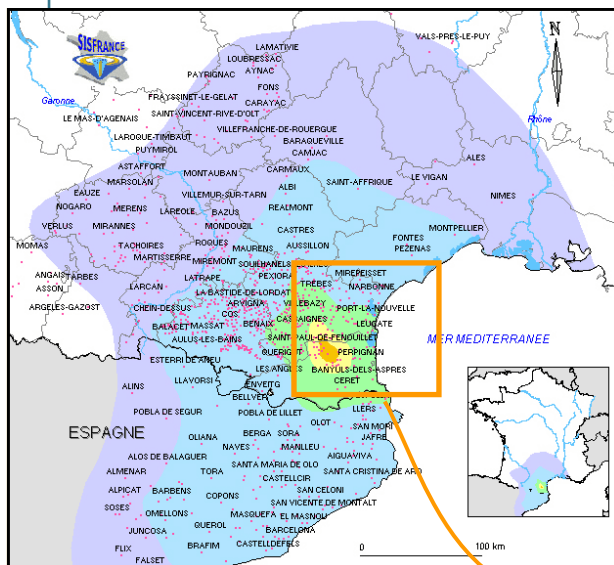 VALS-PRES-LE-PUY
N
SISFRANCE
LAMATIVIE
LOUBRESSAC
AYNAC
PAYRIGNAC
FONS
Garonne
FRAYSSINET-LE-GELAT
CARAYAC
LE MAS-D'AGENAIS
SAINT-VINCENT-RIVE-D'OLT
Rhône
LAROQUE-TIMBAUT
VILLEFRANCHE-DE-ROUERGUE
PUYMIROL
BARAQUEVILLE
CAMJAC
ALES
ASTAFFORT
MONTAUBAN
CARMAUX
LE VIGAN
MARSOLAN
ALBI
SAINT-AFFRIQUE
EAUZE
VILLEMUR-SUR-TARN
NIMES
NOGARO
MERENS
LAREOLE
BAZUS
REALMONT
VERLUS
MIRANNES
MONDOUZIL
CASTRES
MONTPELLIER
MOMAS
TACHOIRES
ROQUES
MAURENS
AUSSILLON
FONTES
PEZENAS
MARTISSERRE
MIREMONT
SOUILHANELS
ANGAIS
TARBES
LATRAPE
PEXIORA
MIREPEISSET
ASSON
LARCAN
TREBES
NARBONNE
LA BASTIDE-DE-LORDAT
ARGELES-GAZOST
CHEIN-DESSUS
ARVIGNA
VILLEBAZY
PORT-LA-NOUVELLE
COS
CASSAIGNES
BALACET
MASSAT
BENAIX
LEUCATE
AULUS-LES-BAINS
SAINT-PAUL-DE-FENOUILLET
MER MEDITERRANEE
QUERIGUT
PERPIGNAN
ESTERRI DE ANEU
LES ANGLES
BANYULS-DELS-ASPRES
ALINS
LLAVORSI
ENVEITG
CERET
BELLVER
POBLA DE SEGUR
POBLA DE LILLET
LLERS
OLOT
SAN MORI
ESPAGNE
OLIANA
BERGA
SORA
JAFRE
NAVES
MANLLEU
ALOS DE BALAGUER
AIGUAVIVA
ALMENAR
TORA
SANTA MARIA DE OLO
SANTA CRISTINA DE ARO
CASTELLCIR
ALPICAT
BARBENS
COPONS
SAN CELONI
SOSES
SAN VICENTE DE MONTALT
OMELLONS
MASQUEFA
EL MASNOU
JUNCOSA
QUEROL
BARCELONA
FLIX
BRAFIM
CASTELLDEFELS
FALSET
0 100 km